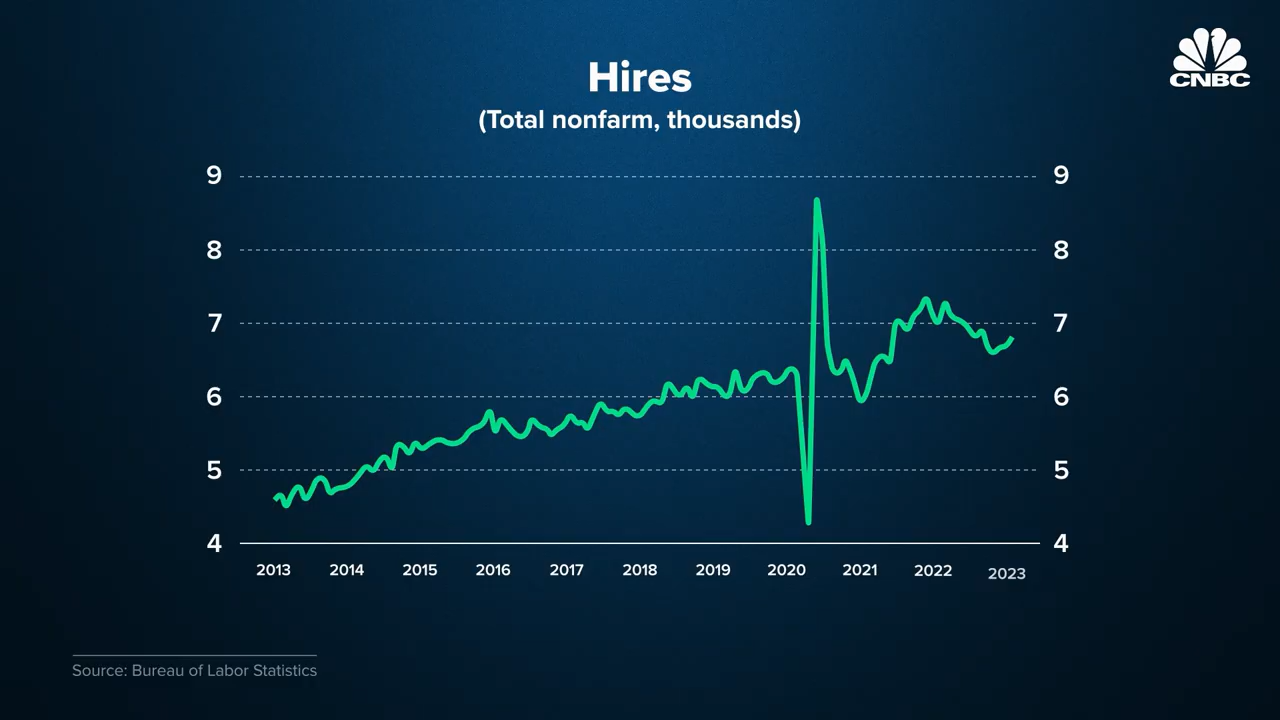 CNBC
Hires
(Total nonfarm, thousands)
9 9
8 8
7 7
6 6
5 5
4 4
2013 2014 2015 2016 2017 2018 2019 2020 2021 2022 2023
Source: Bureau of Labor Statistics